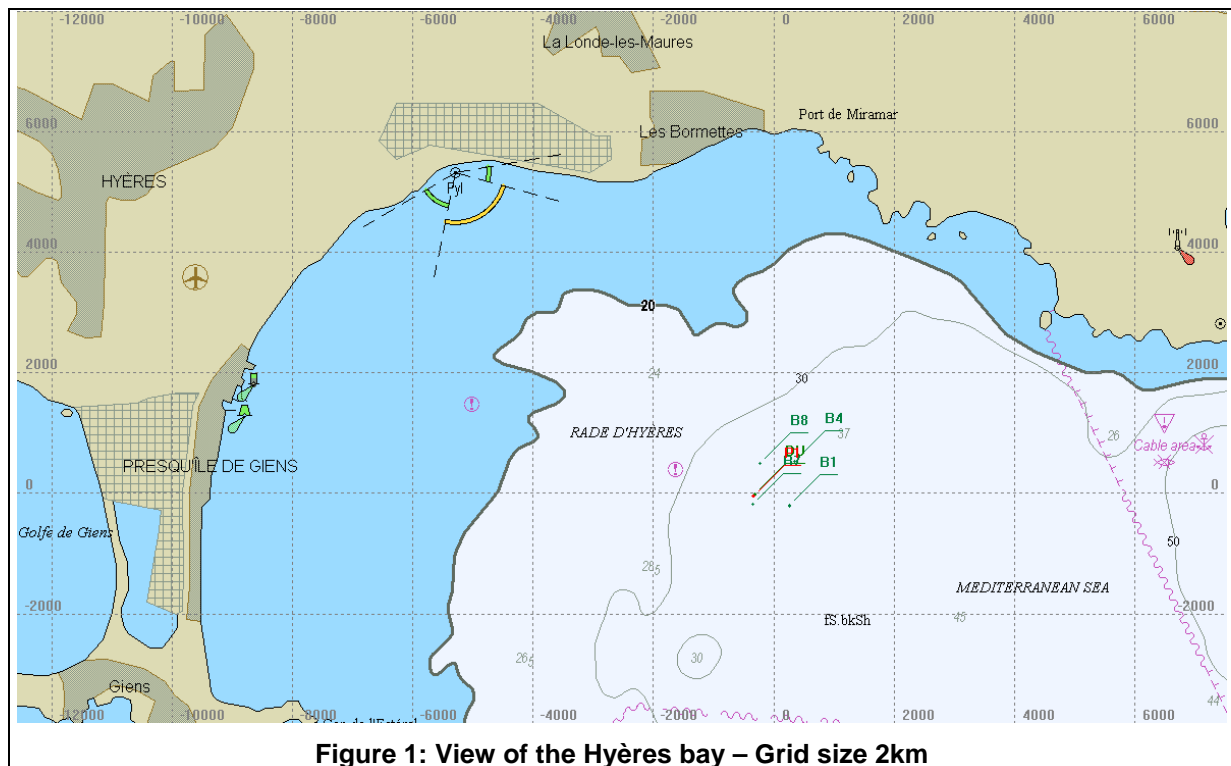 -12000 -10000 -8000 -6000 -4000 -2000 0 2000 4000 6000
La Londe-les-Maures
Port de Miramar
6000 Les Bormettes 6000
HYÈRES
Pyl
4000 4000
20
2000 2000
30
24
B8 B4
37
26
RADE D'HYERES
Cable area
PRESQU'ÎLE DE GIENS
B1
0 0
Golfe de Giens
50
28 5
MEDITERRANEAN SEA
-2000 -2000
fS.bkSh
45
26 5
30
Giens
44
-12000 -10000 -8000 -6000 -4000 -2000 0 2000 4000 6000
Figure 1: View of the Hyères bay – Grid size 2km